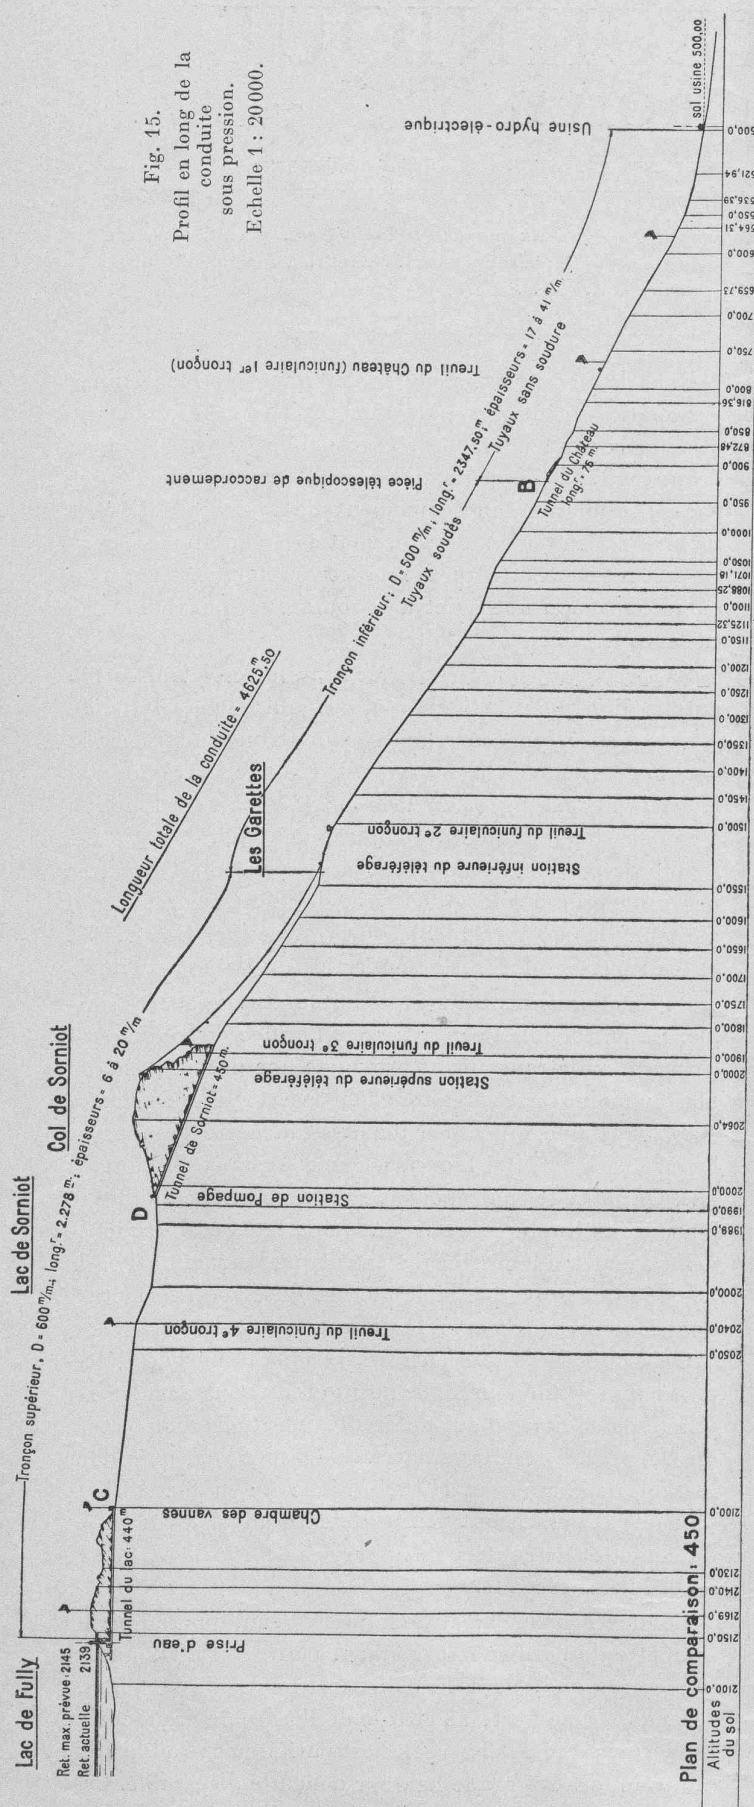 Fig. 15.
Profil en long de la
conduite
sous pression.
Echelle 1 : 20 000.
Lac de Fully
Ret. max. prévue: 2145
Ret. actuelle 2139
Lac de Sorniot
Col de Sorniot
Les Garettes
Longueur totale de la conduite = 4625.50 m
Tronçon supérieur, D = 600 m/m; long.r = 2.278 m; épaisseurs = 6 à 20 m/m
Tronçon inférieur; D = 500 m/m; long.r = 2347.50 m; épaisseurs = 17 à 41 m/m
Tuyaux soudés
Tuyaux sans soudure
Prise d'eau
Tunnel du lac: 440 m
C
Chambre des vannes
Treuil du funiculaire 4e tronçon
D
Station de Pompage
Tunnel de Sorniot = 450 m.
Station supérieure du téléférage
Treuil du funiculaire 3e tronçon
Station inférieure du téléférage
Treuil du funiculaire 2e tronçon
B
Tunnel du Château
long.r = 75 m.
Pièce télescopique de raccordement
Treuil du Château (funiculaire 1er tronçon)
Usine hydro-électrique
sol usine 500,00
Plan de comparaison: 450
Altitudes
du sol
2100,0
2150,0
2169,0
2140,0
2130,0
2100,0
2050,0
2040,0
2000,0
1989,0
1990,0
2000,0
2064,0
2000,0
1900,0
1800,0
1750,0
1700,0
1650,0
1600,0
1550,0
1500,0
1450,0
1400,0
1350,0
1300,0
1250,0
1200,0
1150,0
1125,32
1100,0
1088,25
1071,18
1050,0
1000,0
950,0
900,0
872,48
850,0
816,36
800,0
750,0
700,0
659,73
600,0
564,31
550,0
536,39
521,94
500,0